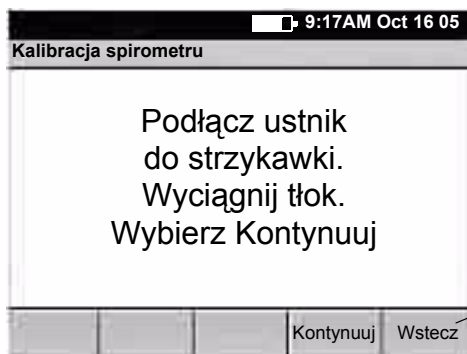 9:17AM Oct 16 05
Kalibracja spirometru
Podłącz ustnik
do strzykawki.
Wyciągnij tłok.
Wybierz Kontynuuj
Kontynuuj Wstecz